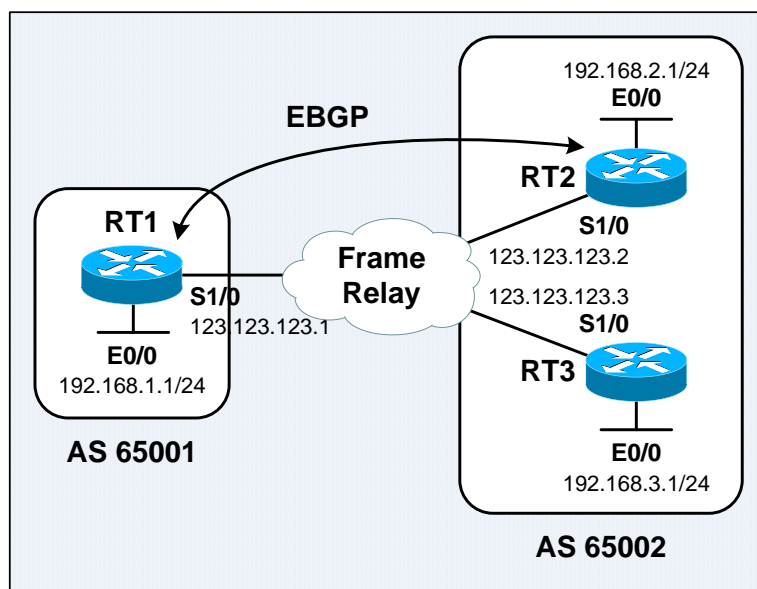 192.168.2.1/24
E0/0
EBGP
RT2
RT1
S1/0
Frame
Relay
123.123.123.2
123.123.123.3
S1/0
S1/0
123.123.123.1
E0/0
RT3
192.168.1.1/24
AS 65001
E0/0
192.168.3.1/24
AS 65002